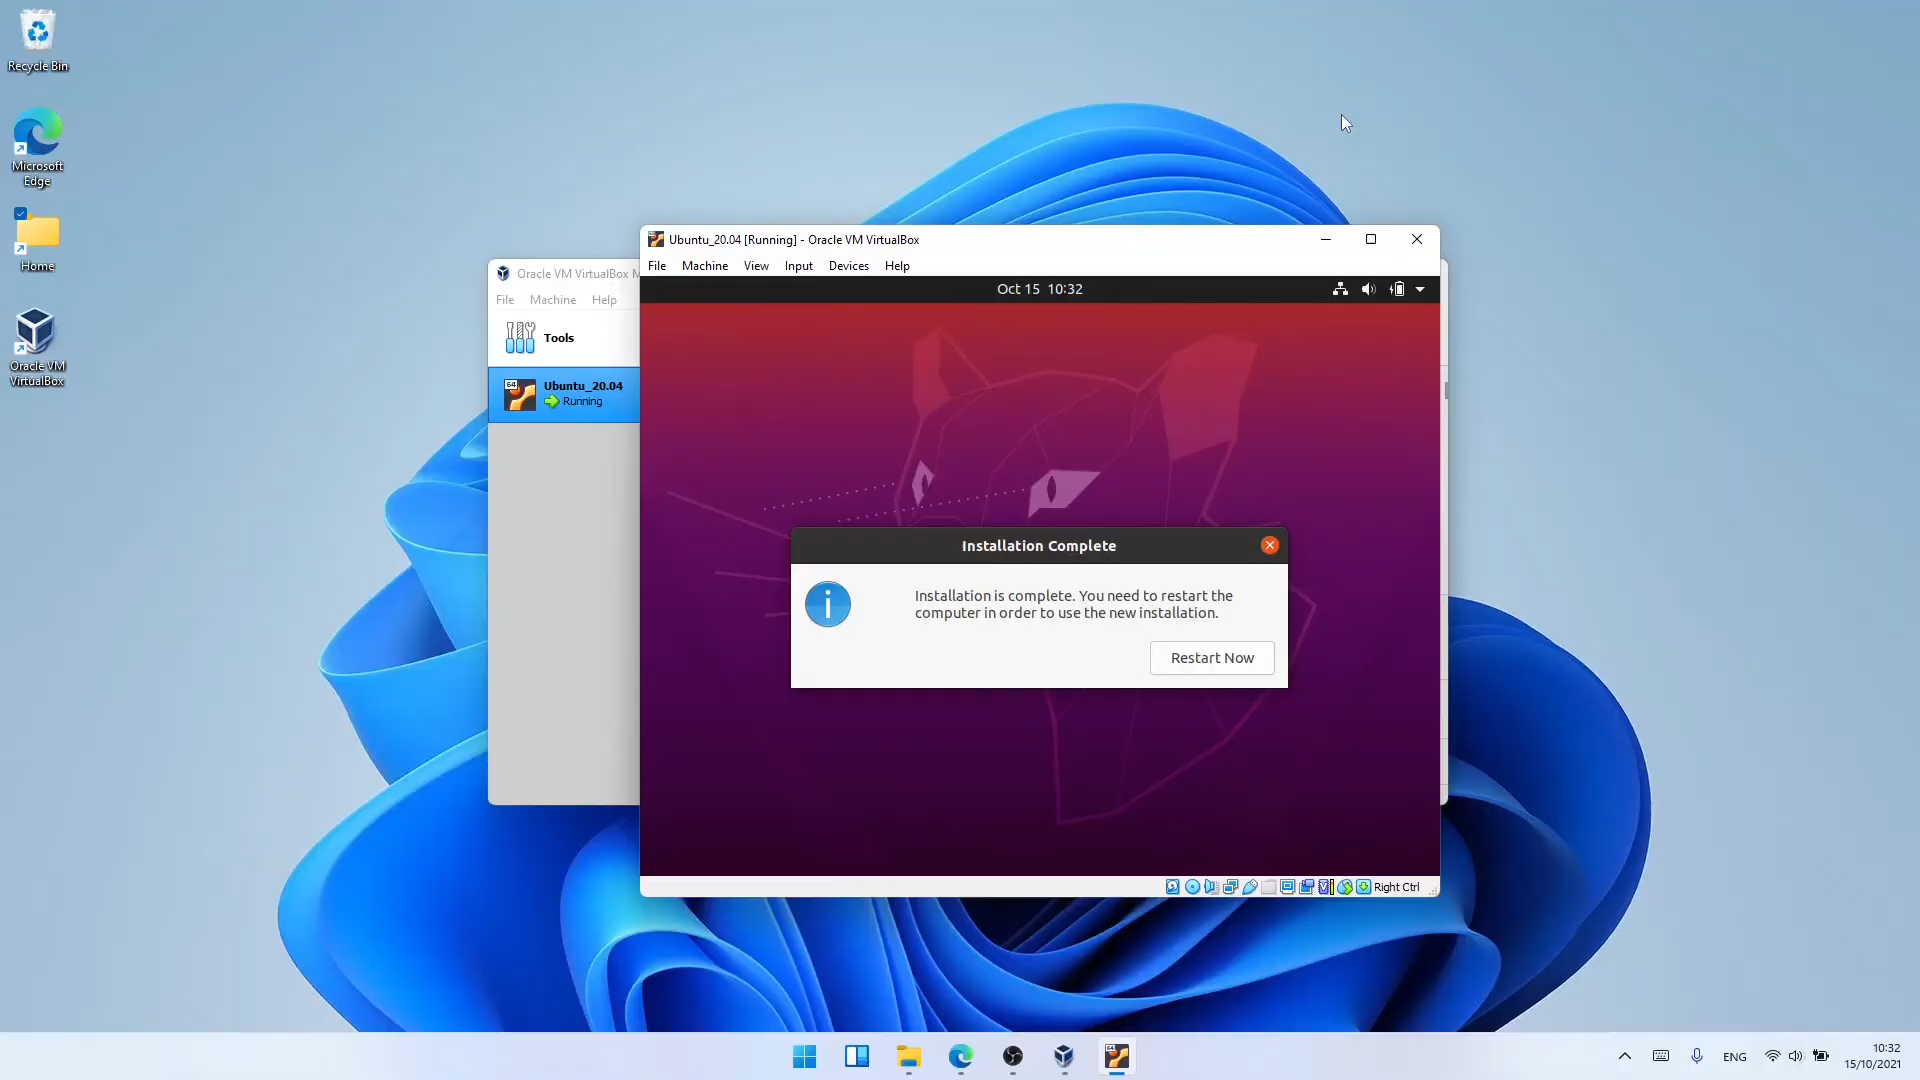 Recycle Bin
Microsoft
Edge
Home
Oracle VM
VirtualBox
Oracle VM VirtualBox M
File Machine Help
Tools
64
Ubuntu_20.04
Running
Ubuntu_20.04 [Running] - Oracle VM VirtualBox
File Machine View Input Devices Help
Oct 15 10:32
Installation Complete
Installation is complete. You need to restart the
computer in order to use the new installation.
Restart Now
Right Ctrl
ENG
10:32
15/10/2021